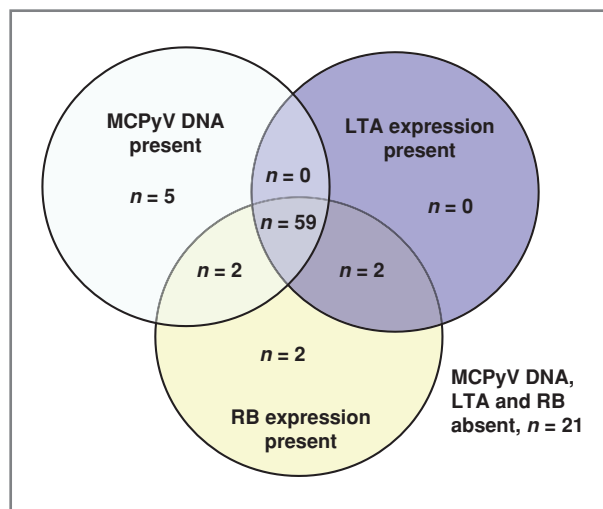 MCPyV DNA
present
LTA expression
present
n = 0
n = 5
n = 0
n = 59
n = 2
n = 2
n = 2
MCPyV DNA,
LTA and RB
absent, n = 21
RB expression
present